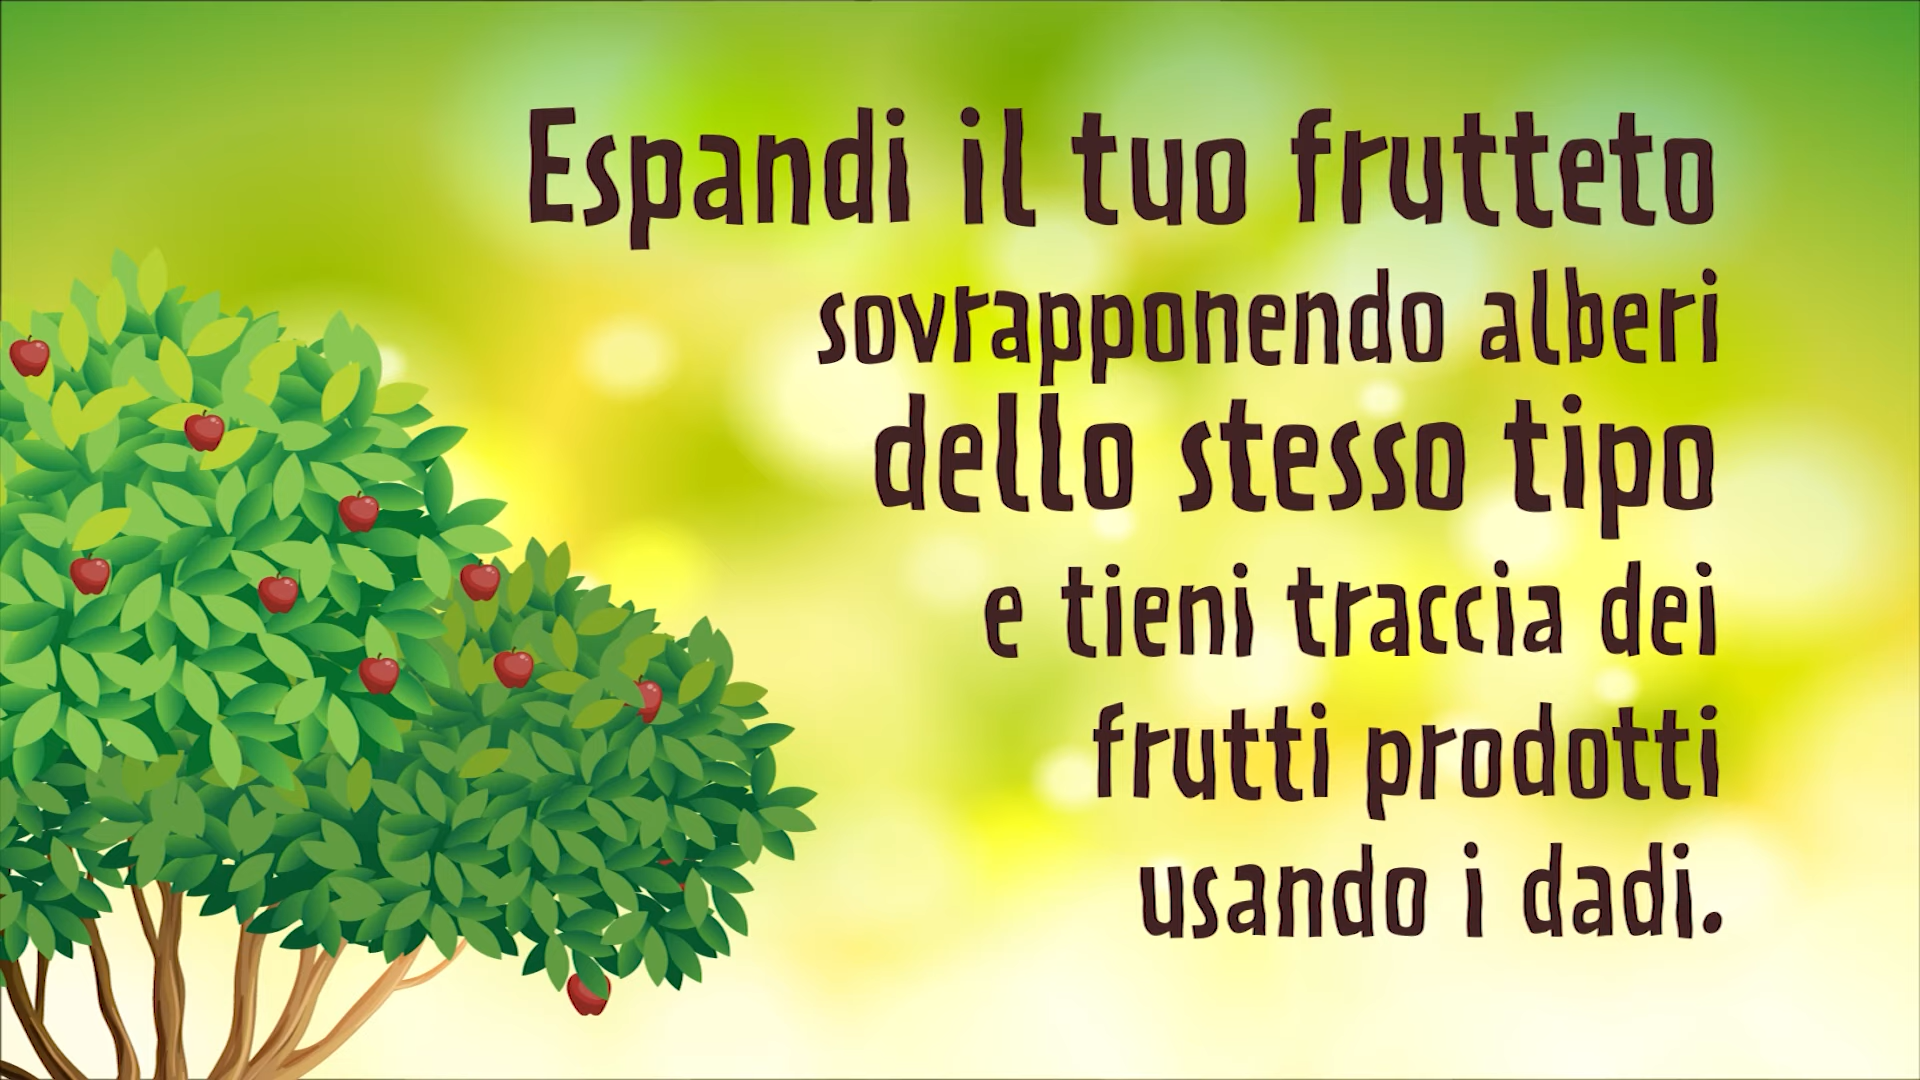 Espandi il tuo frutteto
sovrapponendo alberi
dello stesso tipo
e tieni traccia dei
frutti prodotti
usando i dadi.